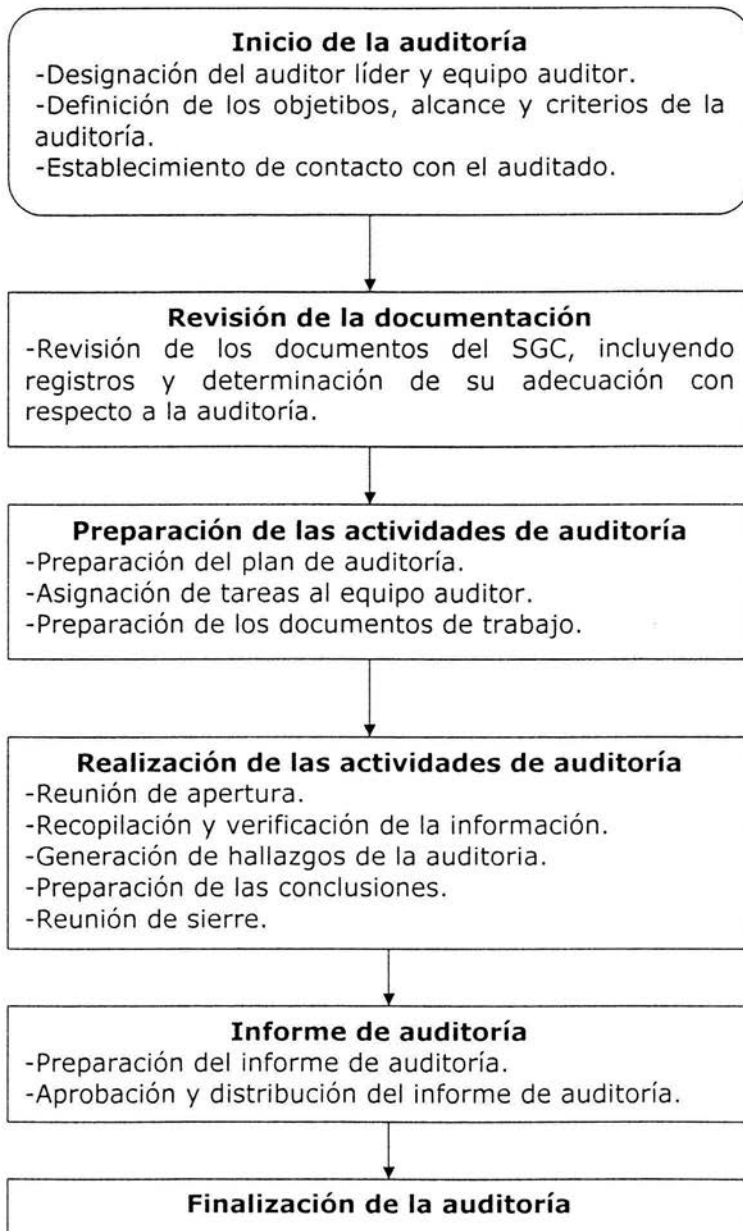 Inicio de la auditoría
-Designación del auditor líder y equipo auditor.
-Definición de los objetibos, alcance y criterios de la
auditoría.
-Establecimiento de contacto con el auditado.
Revisión de la documentación
-Revisión de los documentos del SGC, incluyendo
registros y determinación de su adecuación con
respecto a la auditoría.
Preparación de las actividades de auditoría
-Preparación del plan de auditoría.
-Asignación de tareas al equipo auditor.
-Preparación de los documentos de trabajo.
Realización de las actividades de auditoría
-Reunión de apertura.
-Recopilación y verificación de la información.
-Generación de hallazgos de la auditoria.
-Preparación de las conclusiones.
-Reunión de sierre.
Informe de auditoría
-Preparación del informe de auditoría.
-Aprobación y distribución del informe de auditoría.
Finalización de la auditoría